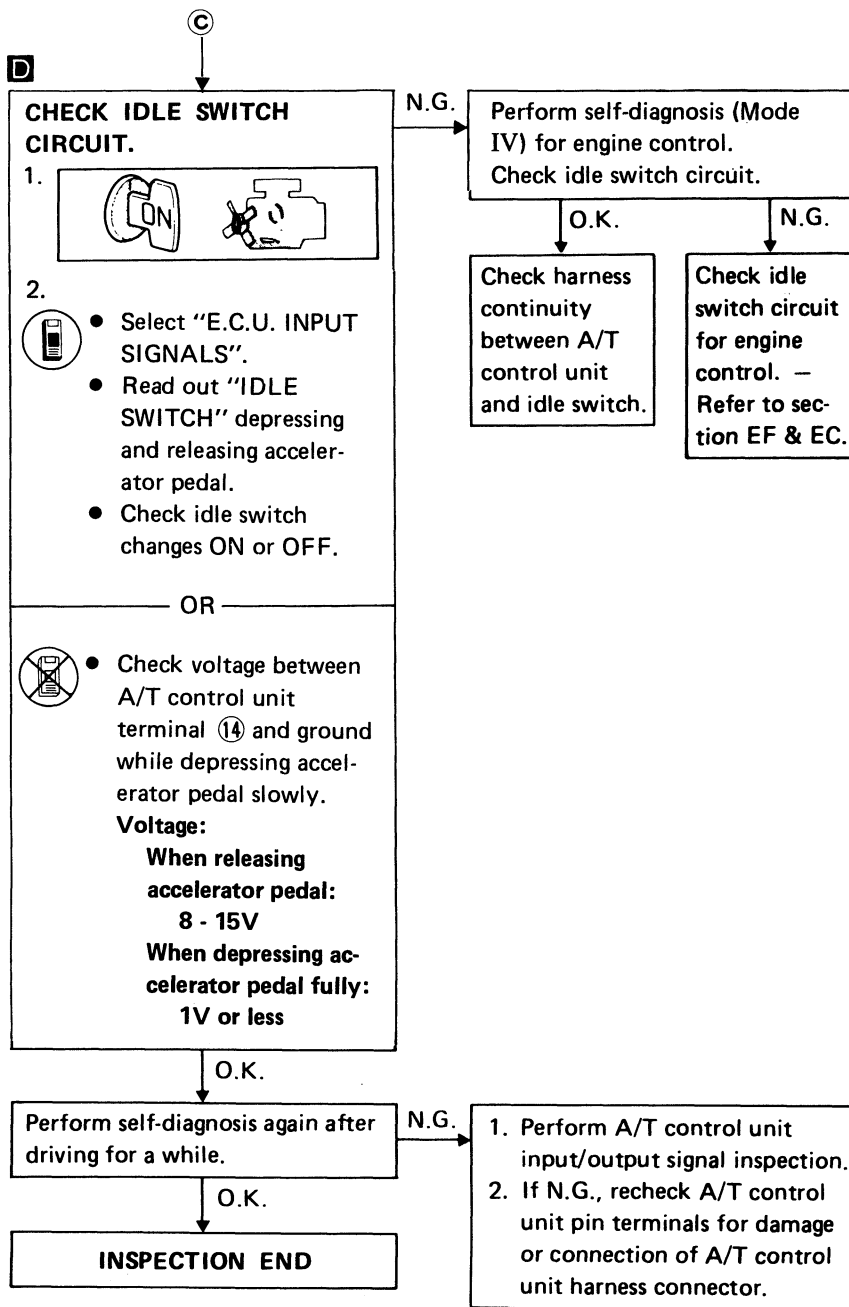 C
D
CHECK IDLE SWITCH
CIRCUIT.
1.
ON
2.
● Select "E.C.U. INPUT
SIGNALS".
● Read out "IDLE
SWITCH" depressing
and releasing acceler-
ator pedal.
● Check idle switch
changes ON or OFF.
OR
● Check voltage between
A/T control unit
terminal ⑭ and ground
while depressing accel-
erator pedal slowly.
Voltage:
When releasing
accelerator pedal:
8 - 15V
When depressing ac-
celerator pedal fully:
1V or less
N.G.
Perform self-diagnosis (Mode
IV) for engine control.
Check idle switch circuit.
O.K.
N.G.
Check harness
continuity
between A/T
control unit
and idle switch.
Check idle
switch circuit
for engine
control. —
Refer to sec-
tion EF & EC.
O.K.
Perform self-diagnosis again after
driving for a while.
N.G.
1. Perform A/T control unit
input/output signal inspection.
2. If N.G., recheck A/T control
unit pin terminals for damage
or connection of A/T control
unit harness connector.
O.K.
INSPECTION END